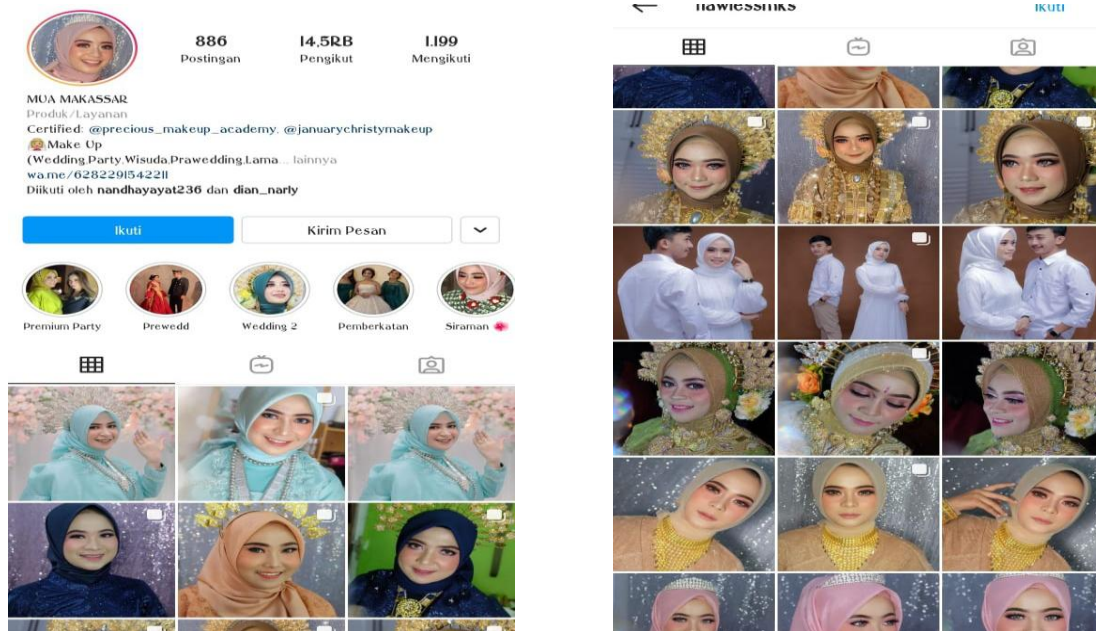 886 14,5RB 1.199
Postingan Pengikut Mengikuti
MUA MAKASSAR
Produk/Layanan
Certified: @precious_makeup_academy, @januarychristymakeup
Make Up
(Wedding,Party,Wisuda,Prawedding,Lama... lainnya
wa.me/6282291542211
Diikuti oleh nandhayayat236 dan dian_narly
Ikuti Kirim Pesan
Premium Party Prewedd Wedding 2 Pemberkatan Siraman
Ikuti